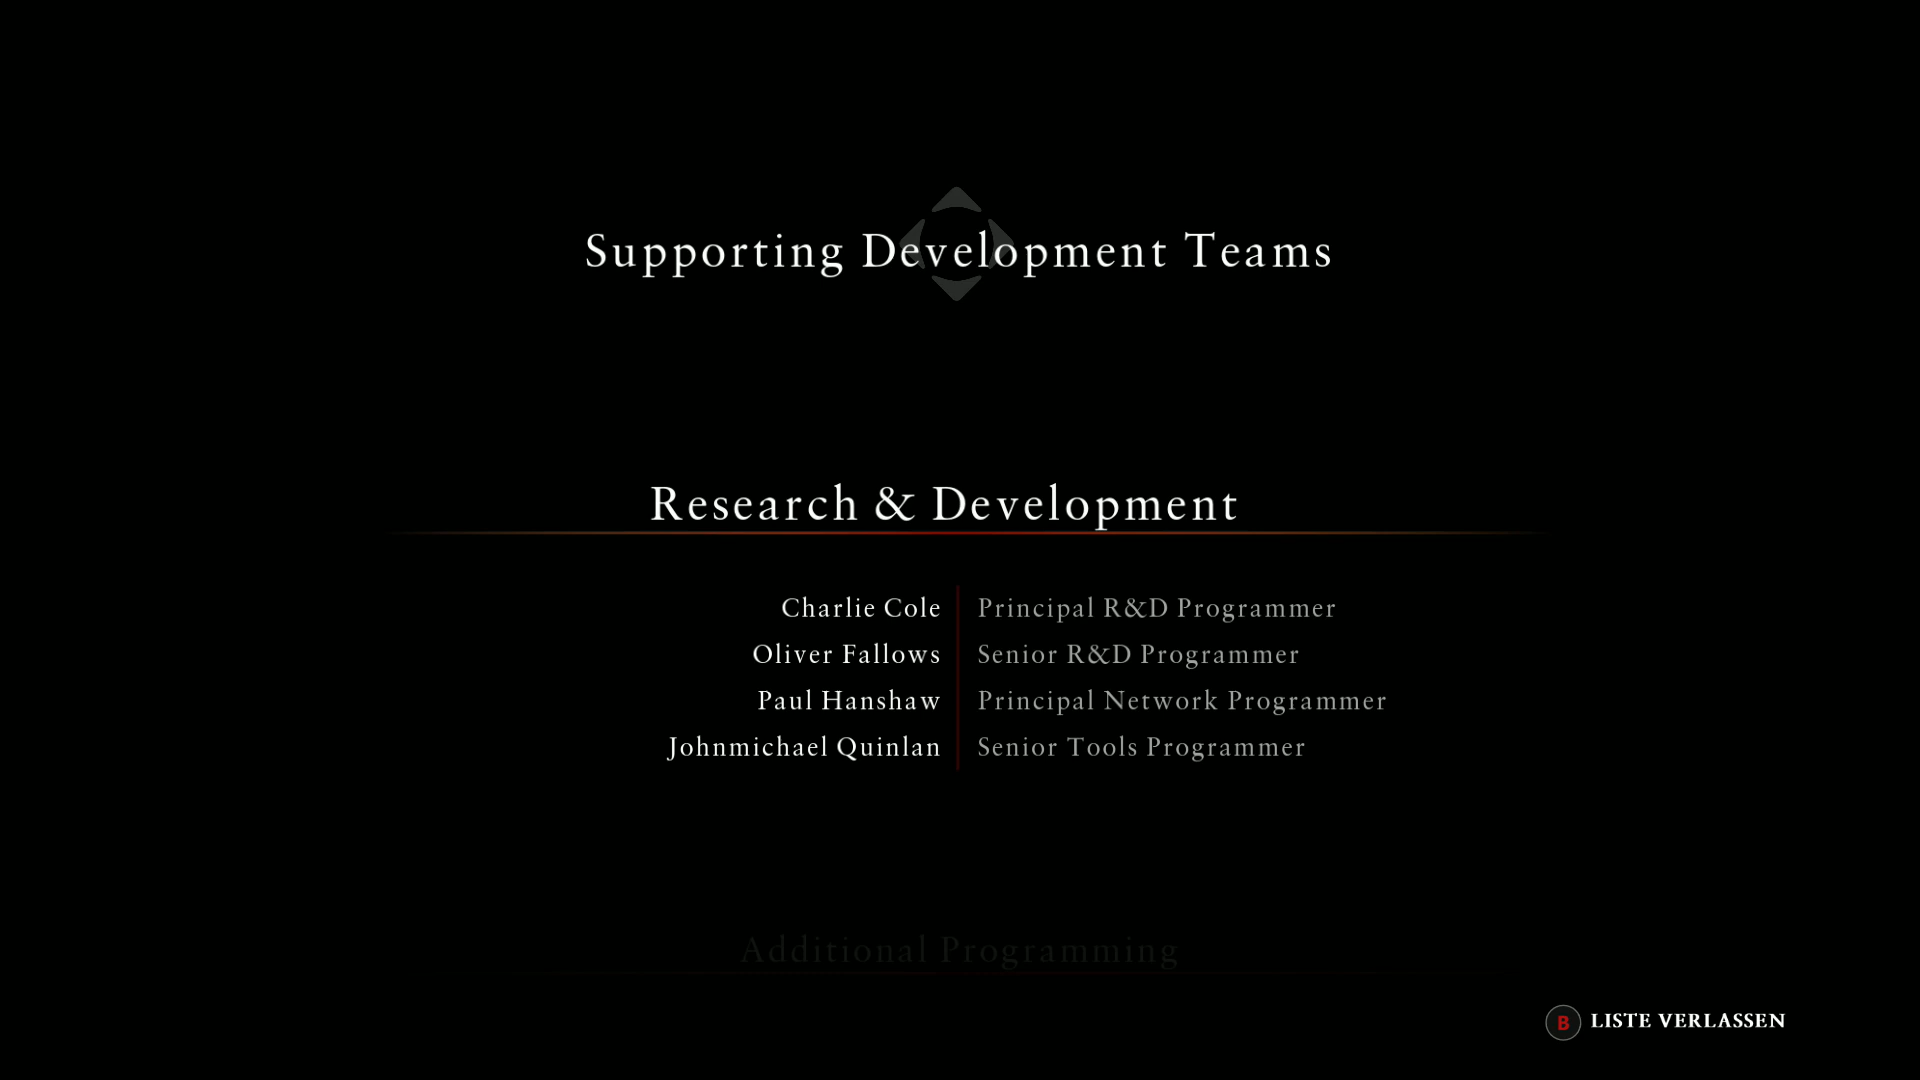 Supporting Development Teams
Research & Development
Charlie Cole Principal R&D Programmer
Oliver Fallows Senior R&D Programmer
Paul Hanshaw Principal Network Programmer
Johnmichael Quinlan Senior Tools Programmer
Additional Programming
B LISTE VERLASSEN